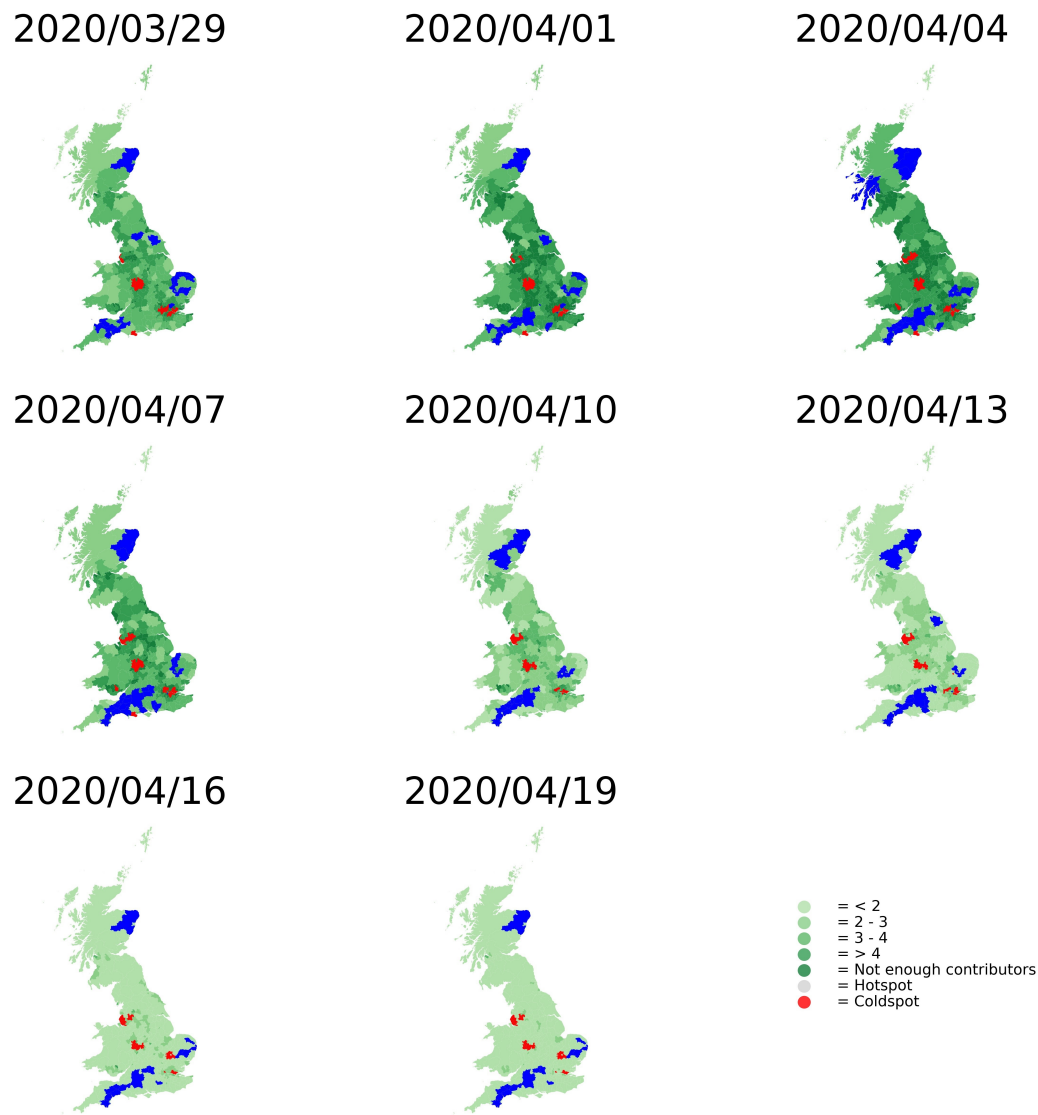 2020/03/29
2020/04/01
2020/04/04
2020/04/07
2020/04/10
2020/04/13
2020/04/16
2020/04/19
= < 2
= 2 - 3
= 3 - 4
= > 4
= Not enough contributors
= Hotspot
= Coldspot